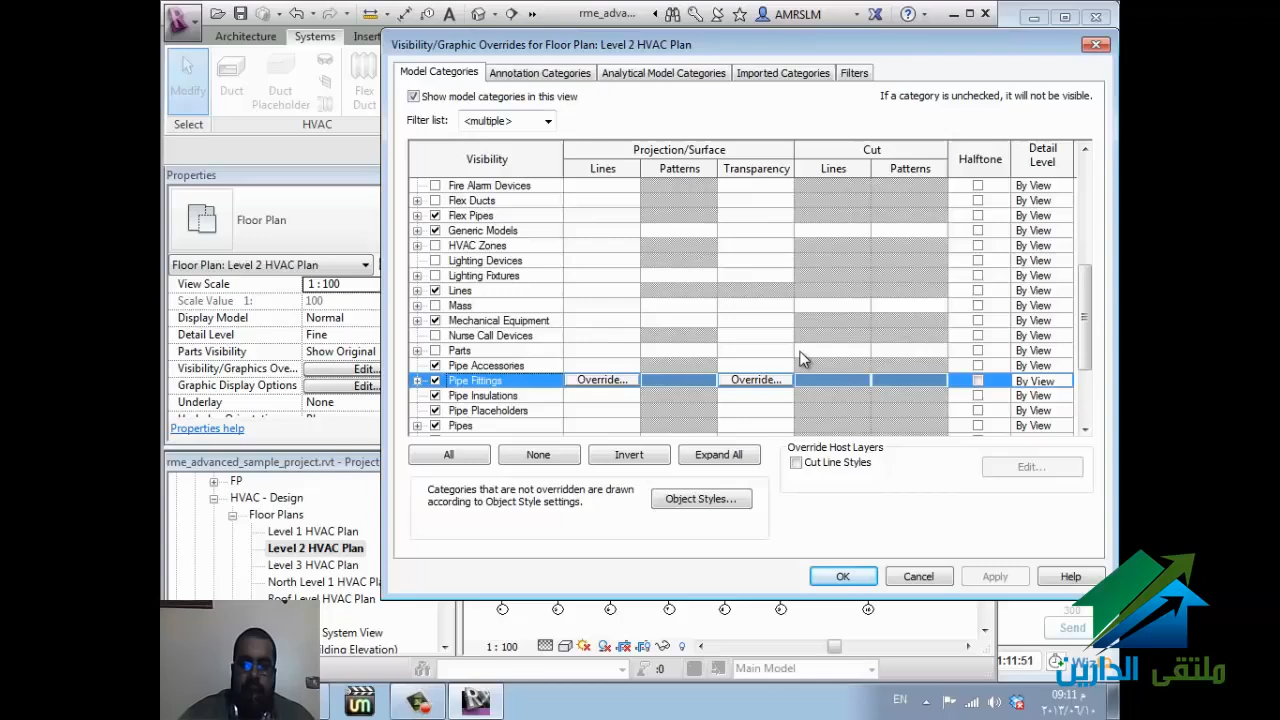 rme_adva...
AMRSLM
Architecture Systems Insert
Modify
Duct
Duct Placeholder
Flex Duct
Select
HVAC
Properties
Floor Plan
Floor Plan: Level 2 HVAC Plan
View Scale 1 : 100
Scale Value 1: 100
Display Model Normal
Detail Level Fine
Parts Visibility Show Original
Visibility/Graphics Ove... Edit...
Graphic Display Options Edit...
Underlay None
Properties help
rme_advanced_sample_project.rvt - Project
FP
HVAC - Design
Floor Plans
Level 1 HVAC Plan
Level 2 HVAC Plan
Level 3 HVAC Plan
North Level 1 HVAC Pl
Roof Level HVAC Plan
System View
ilding Elevation)
Visibility/Graphic Overrides for Floor Plan: Level 2 HVAC Plan
Model Categories Annotation Categories Analytical Model Categories Imported Categories Filters
Show model categories in this view
If a category is unchecked, it will not be visible.
Filter list: <multiple>
Visibility Projection/Surface Cut Halftone Detail Level
Lines Patterns Transparency Lines Patterns
Fire Alarm Devices By View
Flex Ducts By View
Flex Pipes By View
Generic Models By View
HVAC Zones By View
Lighting Devices By View
Lighting Fixtures By View
Lines By View
Mass By View
Mechanical Equipment By View
Nurse Call Devices By View
Parts By View
Pipe Accessories By View
Pipe Fittings Override... Override... By View
Pipe Insulations By View
Pipe Placeholders By View
Pipes By View
All None Invert Expand All
Override Host Layers
Cut Line Styles Edit...
Categories that are not overridden are drawn
according to Object Style settings.
Object Styles...
OK Cancel Apply Help
1 : 100
:0 Main Model
300
Send
1:11:51
ملتقى الدارين
EN
09:11 م
٢٠١٣/٠٦/١٠